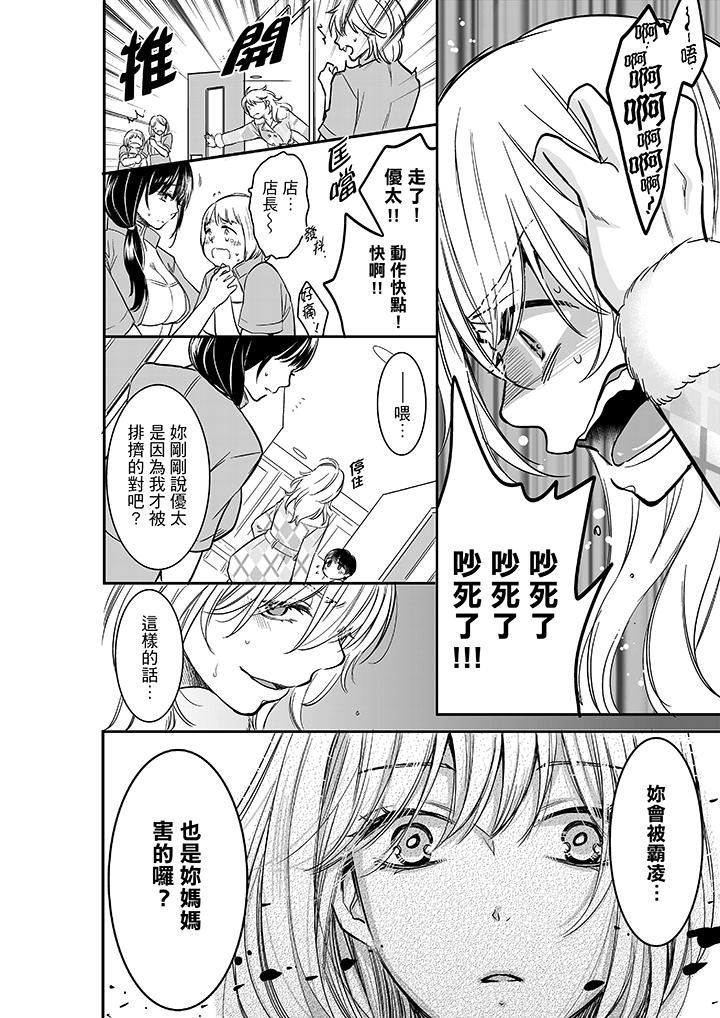 唔~
啊…
啊啊
啊啊啊
啊啊啊~?
吵死了
吵死了
吵死了!!!
推開
走了!
優太!!
動作快點!
快啊!!
匡噹
店…
店長~
發抖
好痛!
──喂…
停住
妳剛剛說優太
是因為我才被
排擠的對吧?
這樣的話…
妳會被霸凌…
也是妳媽媽
害的囉?